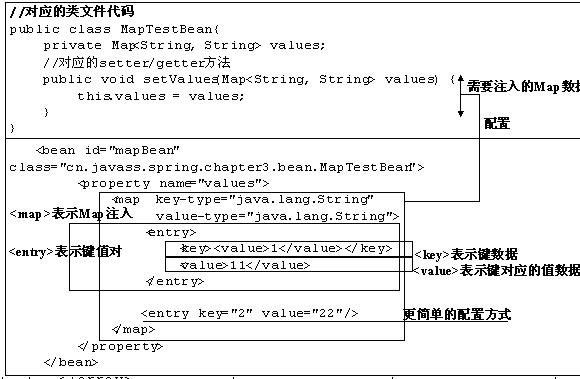 //对应的类文件代码
public class MapTestBean{
private Map<String, String> values;
//对应的setter/getter方法
public void setValues(Map<String, String> values) {
this.values = values;
}
}
需要注入的Map数据
配置
<bean id="mapBean"
class="cn.javass.spring.chapter3.bean.MapTestBean">
<property name="values">
<map key-type="java.lang.String"
value-type="java.lang.String">
<map>表示Map注入
<entry>
<entry>表示键值对
<key><value>1</value></key>
<key>表示键数据
<value>11</value>
<value>表示键对应的值数据
</entry>
<entry key="2" value="22"/>
更简单的配置方式
</map>
</property>
</bean>